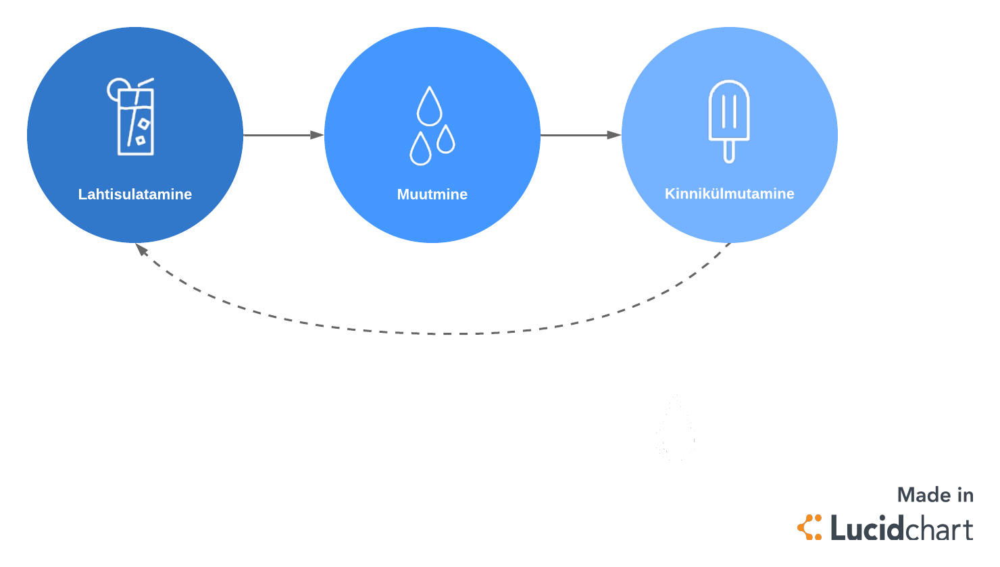 Lahtisulatamine
Muutmine
Kinnikülmutamine
Made in
Lucidchart